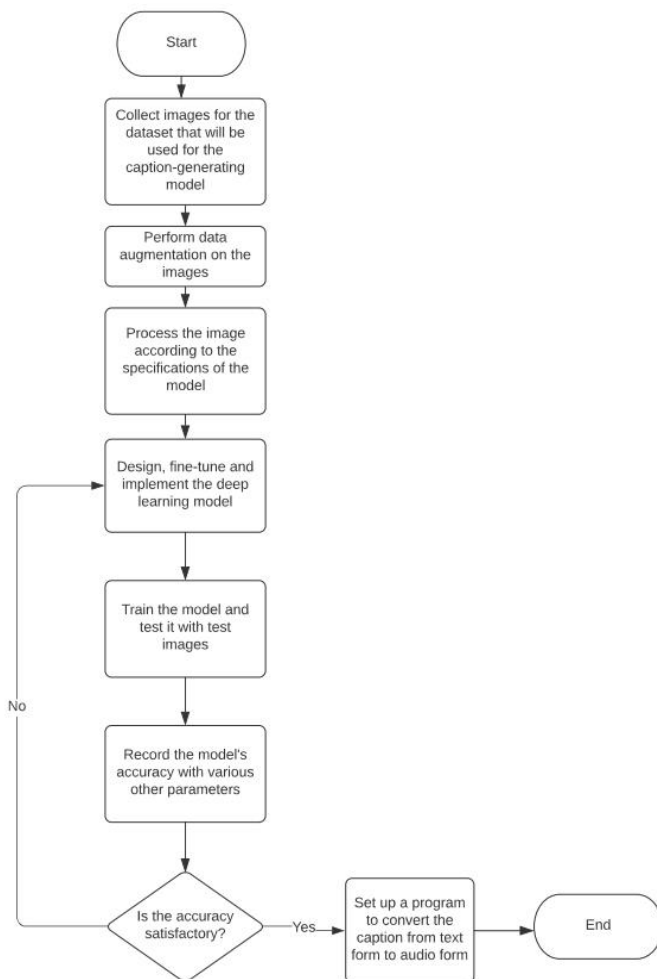 Start
Collect images for the
dataset that will be
used for the
caption-generating
model
Perform data
augmentation on the
images
Process the image
according to the
specifications of the
model
Design, fine-tune and
implement the deep
learning model
Train the model and
test it with test
images
No
Record the model's
accuracy with various
other parameters
Is the accuracy
satisfactory?
Yes
Set up a program
to convert the
caption from text
form to audio form
End